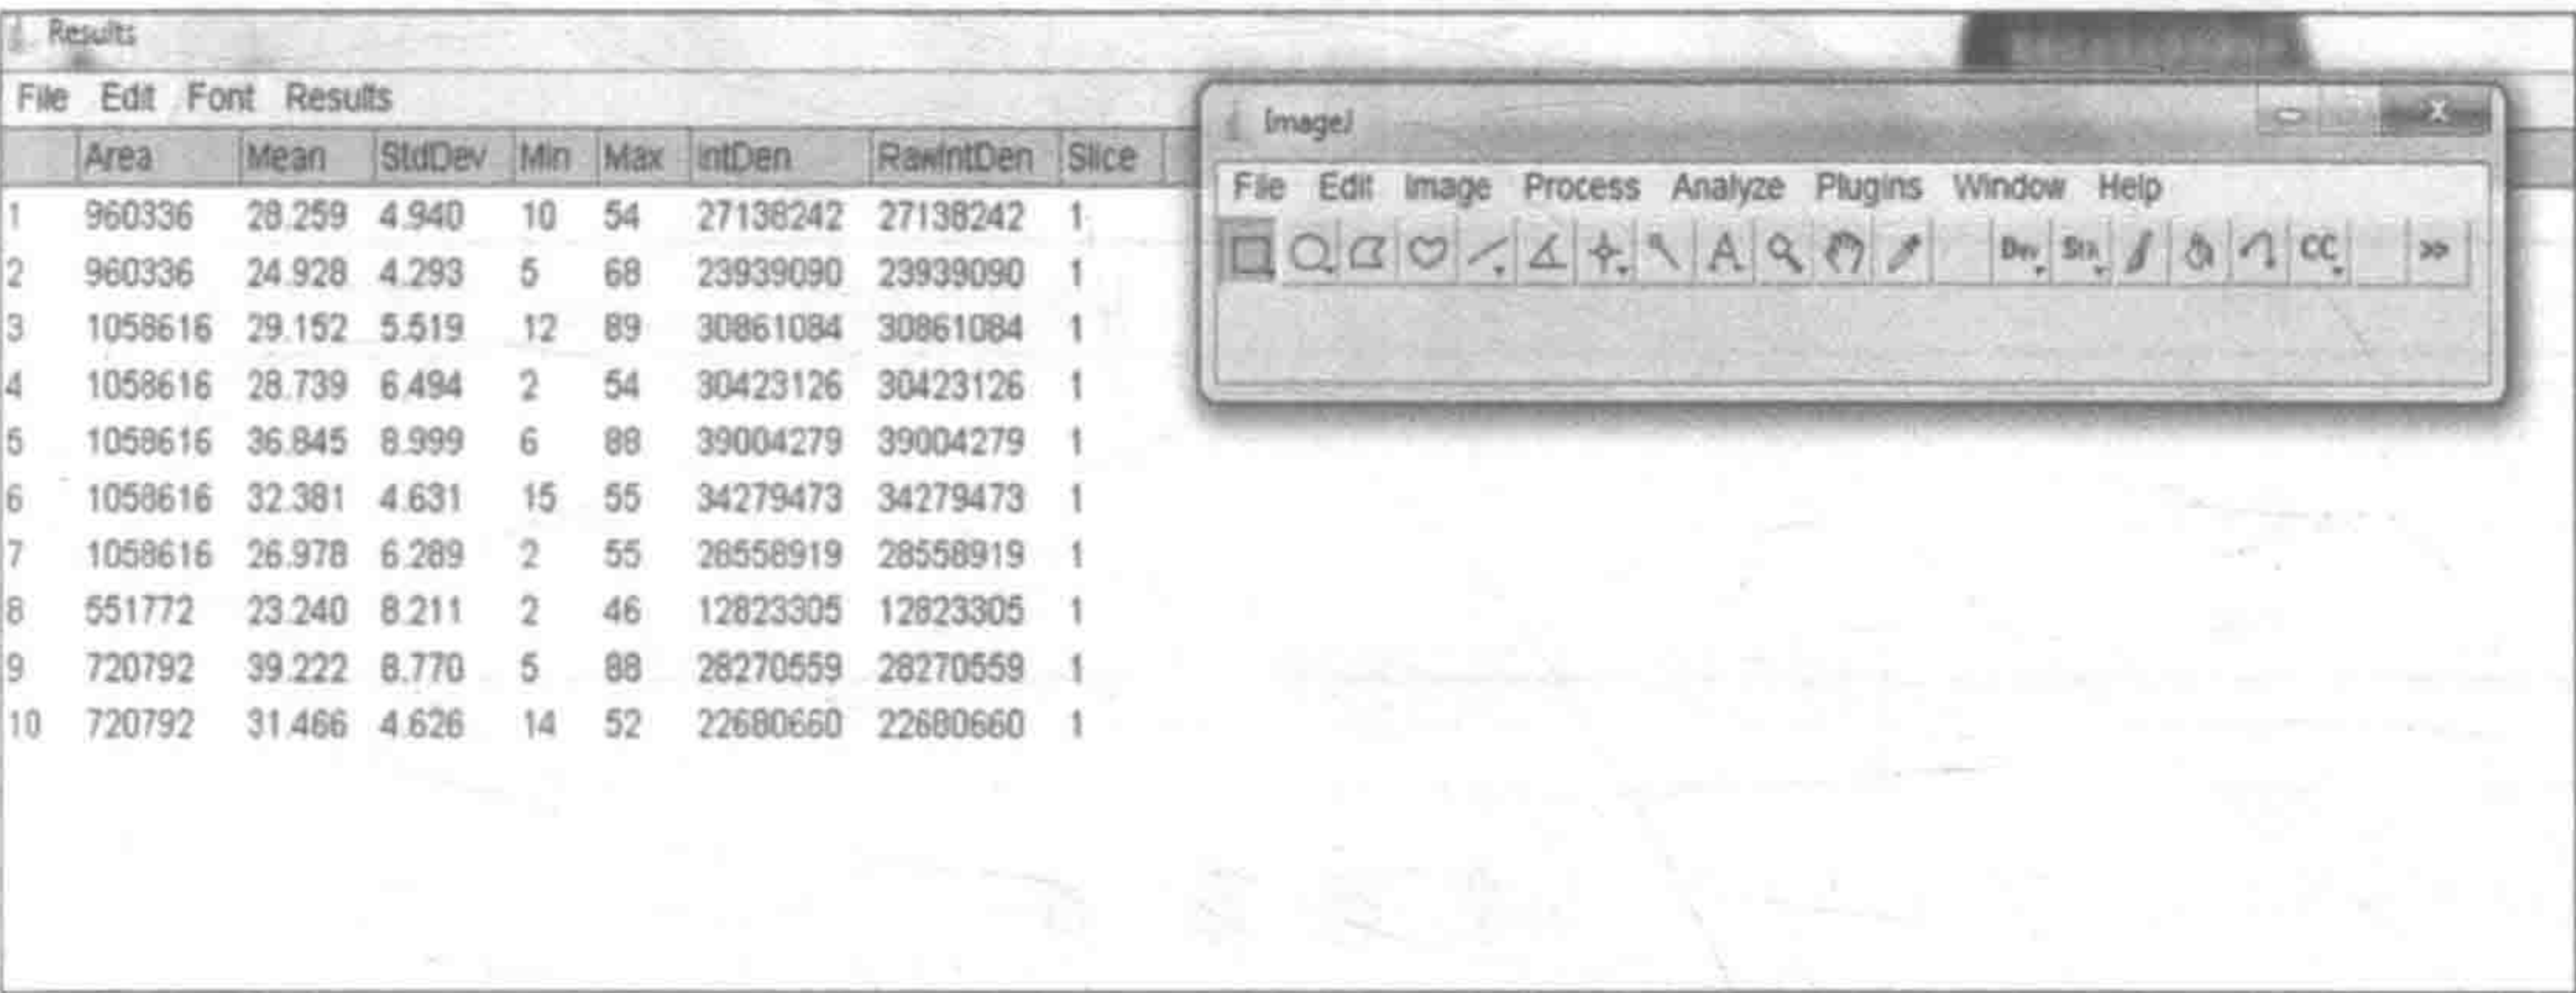 Results
File Edit Font Results
Area Mean StdDev Min Max IntDen RawIntDen Slice
1 960336 28.259 4.940 10 54 27138242 27138242 1
2 960336 24.928 4.293 5 68 23939090 23939090 1
3 1058616 29.152 5.519 12 89 30861084 30861084 1
4 1058616 28.739 6.494 2 54 30423126 30423126 1
5 1058616 36.845 8.999 6 88 39004279 39004279 1
6 1058616 32.381 4.631 15 55 34279473 34279473 1
7 1058616 26.978 6.289 2 55 28558919 28558919 1
8 551772 23.240 8.211 2 46 12823305 12823305 1
9 720792 39.222 8.770 5 88 28270559 28270559 1
10 720792 31.466 4.626 14 52 22680660 22680660 1
ImageJ
File Edit Image Process Analyze Plugins Window Help
A Dev Stk CC >>